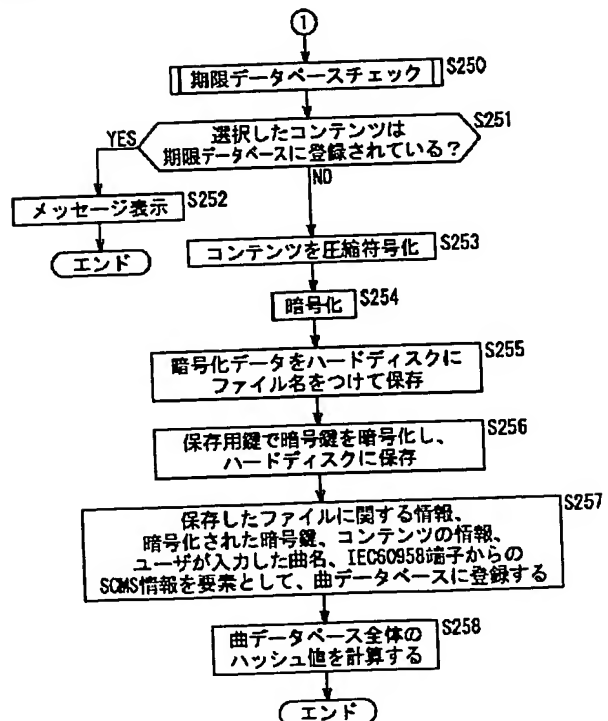 1
期限データベースチェック S250
選択したコンテンツは S251
期限データベースに登録されている?
YES
NO
メッセージ表示 S252
エンド
コンテンツを圧縮符号化 S253
暗号化 S254
暗号化データをハードディスクに S255
ファイル名をつけて保存
保存用鍵で暗号鍵を暗号化し、 S256
ハードディスクに保存
保存したファイルに関する情報、 S257
暗号化された暗号鍵、コンテンツの情報、
ユーザが入力した曲名、IEC60958端子からの
SCMS情報を要素として、曲データベースに登録する
曲データベース全体の S258
ハッシュ値を計算する
エンド